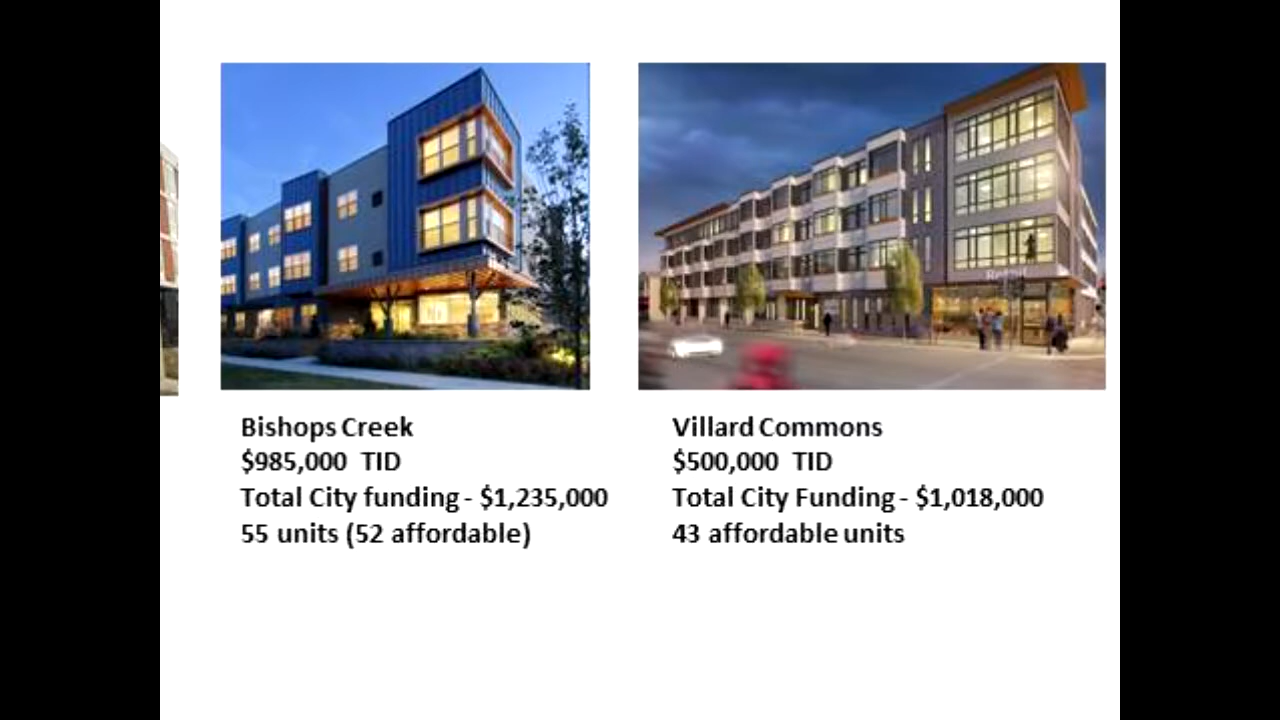 Retail
Bishops Creek
$985,000 TID
Total City funding - $1,235,000
55 units (52 affordable)
Villard Commons
$500,000 TID
Total City Funding - $1,018,000
43 affordable units